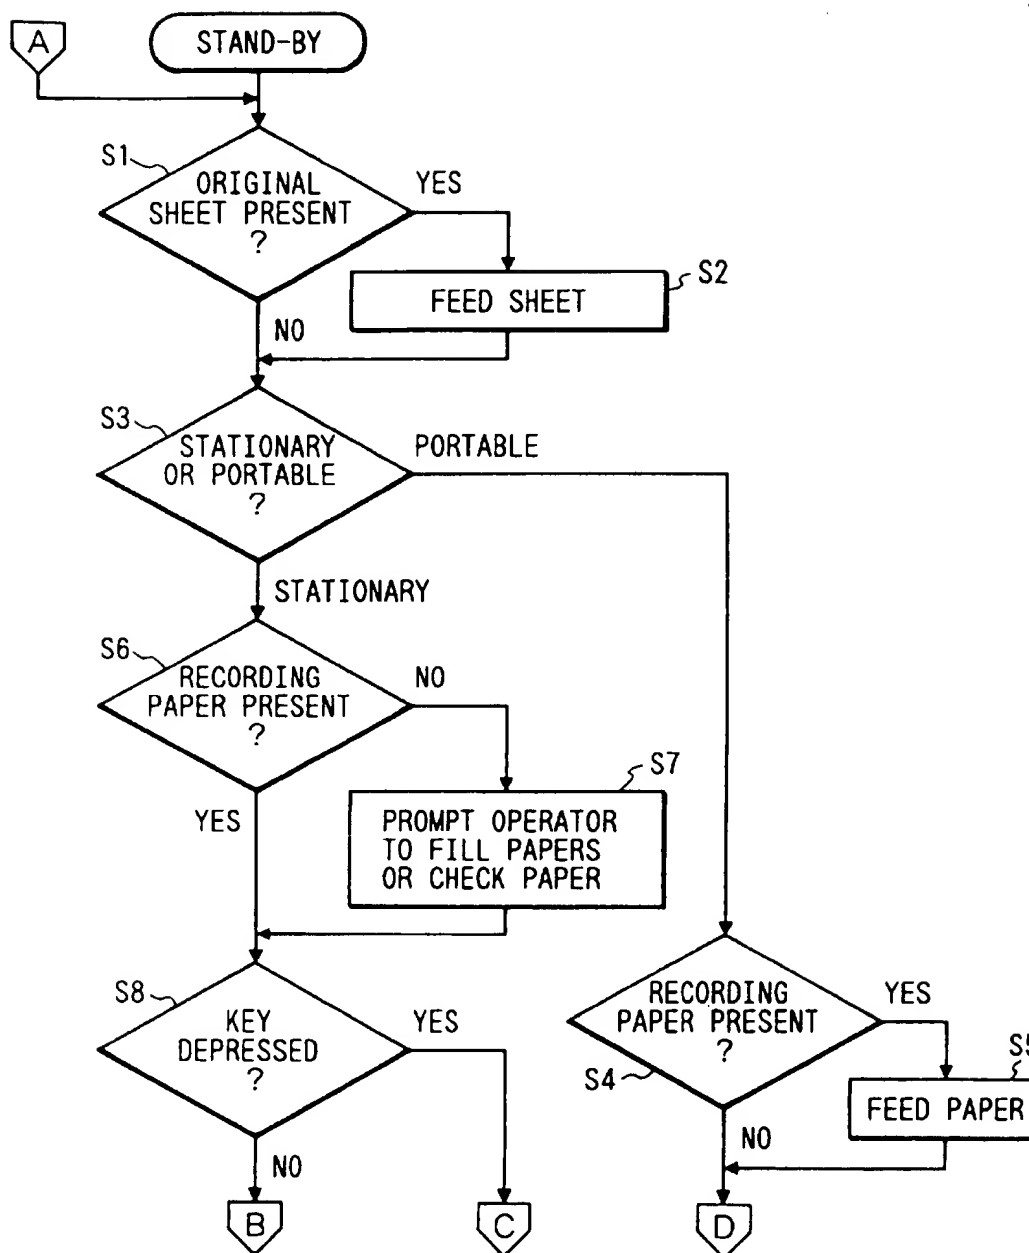 A
STAND-BY
S1
ORIGINAL
SHEET PRESENT
?
YES
S2
FEED SHEET
NO
S3
STATIONARY
OR PORTABLE
?
PORTABLE
STATIONARY
S6
RECORDING
PAPER PRESENT
?
NO
S7
PROMPT OPERATOR
TO FILL PAPERS
OR CHECK PAPER
YES
S8
KEY
DEPRESSED
?
YES
RECORDING
PAPER PRESENT
?
YES
S4
S5
FEED PAPER
NO
NO
B
C
D